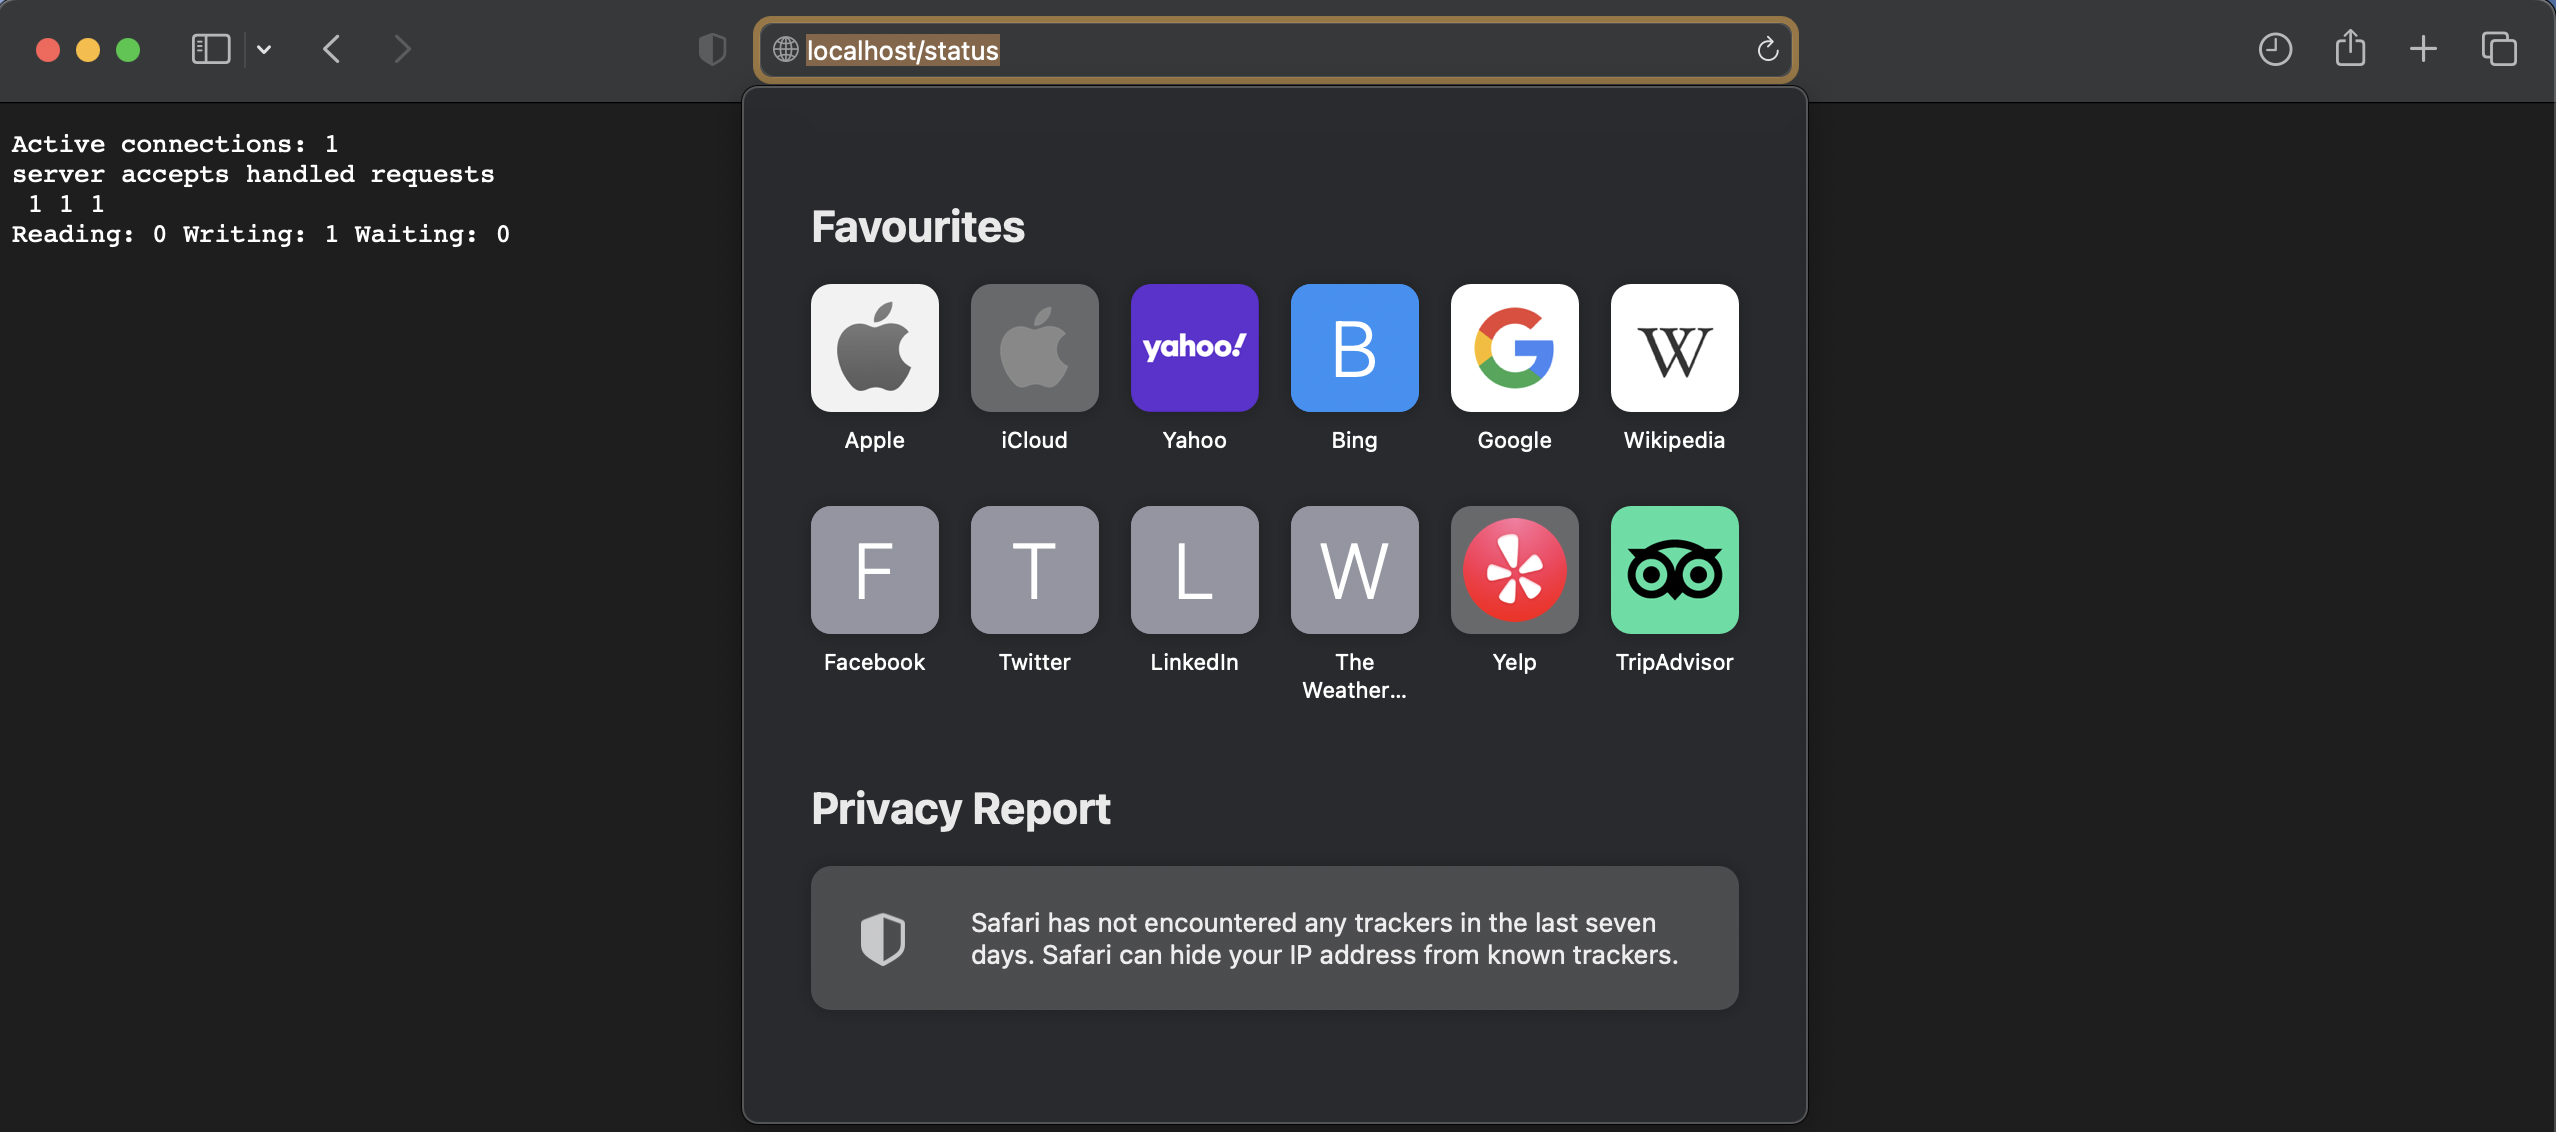 localhost/status
Active connections: 1
server accepts handled requests
1 1 1
Reading: 0 Writing: 1 Waiting: 0
Favourites
yahoo!
B
G
W
Apple
iCloud
Yahoo
Bing
Google
Wikipedia
F
T
L
W
Facebook
Twitter
LinkedIn
The
Weather...
Yelp
TripAdvisor
Privacy Report
Safari has not encountered any trackers in the last seven
days. Safari can hide your IP address from known trackers.